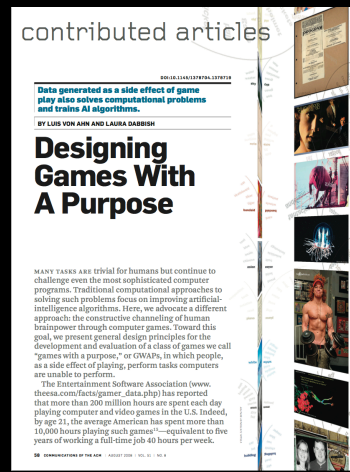 contributed articles
DOI:10.1145/1378704.1378719
Data generated as a side effect of game
play also solves computational problems
and trains AI algorithms.
BY LUIS VON AHN AND LAURA DABBISH
Designing
Games With
A Purpose
MANY TASKS ARE trivial for humans but continue to
challenge even the most sophisticated computer
programs. Traditional computational approaches to
solving such problems focus on improving artificial-
intelligence algorithms. Here, we advocate a different
approach: the constructive channeling of human
brainpower through computer games. Toward this
goal, we present general design principles for the
development and evaluation of a class of games we call
"games with a purpose," or GWAPs, in which people,
as a side effect of playing, perform tasks computers
are unable to perform.
The Entertainment Software Association (www.
theesa.com/facts/gamer_data.php) has reported
that more than 200 million hours are spent each day
playing computer and video games in the U.S. Indeed,
by age 21, the average American has spent more than
10,000 hours playing such games—equivalent to five
years of working a full-time job 40 hours per week.
58 COMMUNICATIONS OF THE ACM | AUGUST 2008 | VOL. 51 | NO. 8